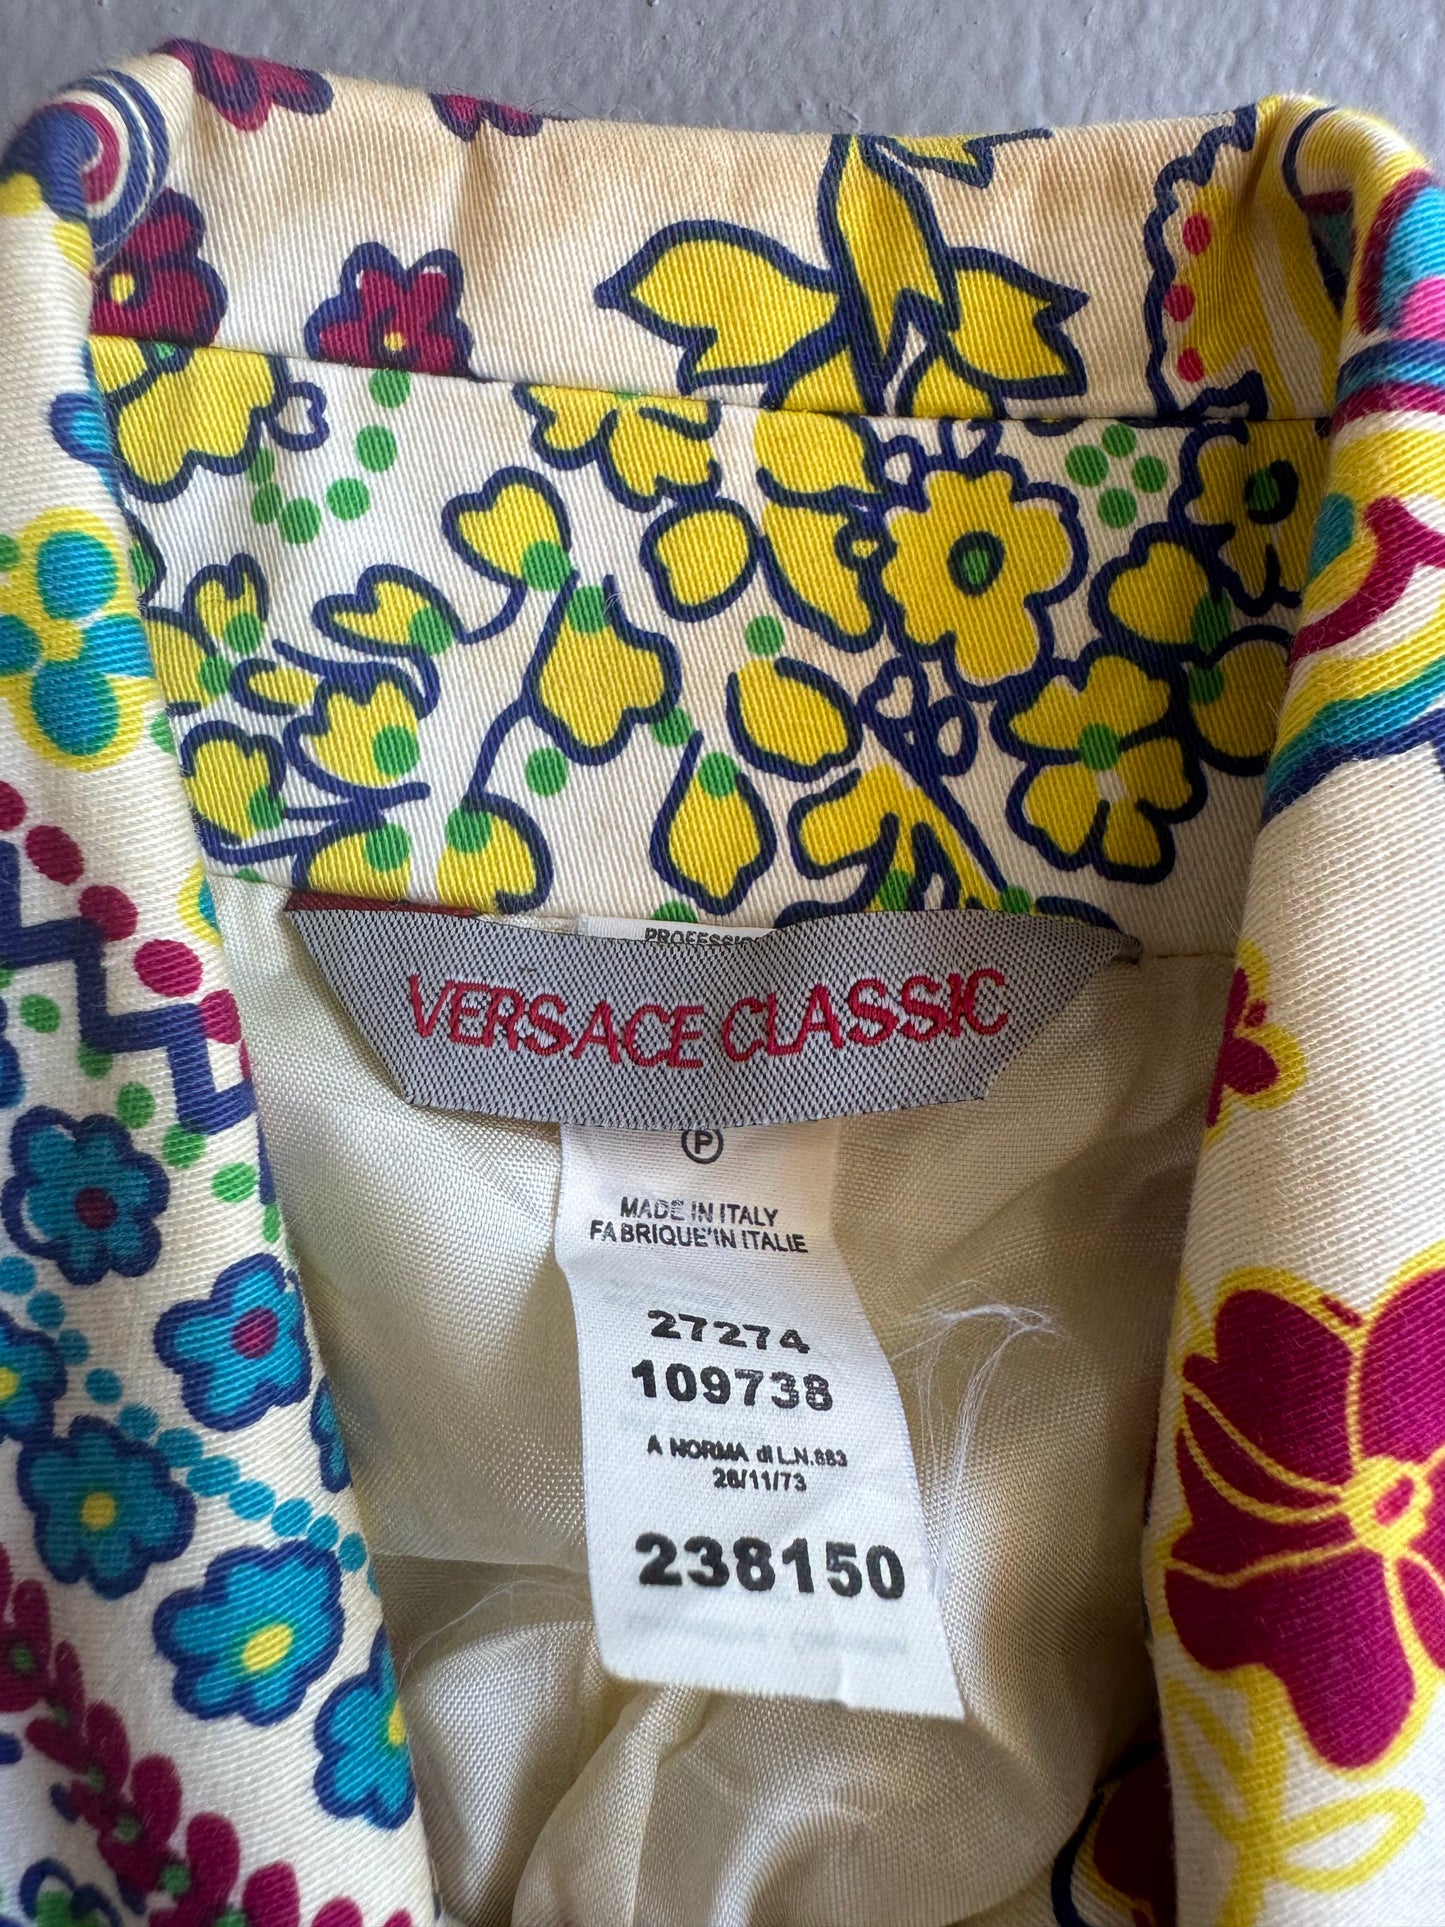 VERSACE CLASSIC
P
MADE IN ITALY
FABRIQUE'IN ITALIE
27274
109738
A NORMA di L.N.883
26/11/73
238150